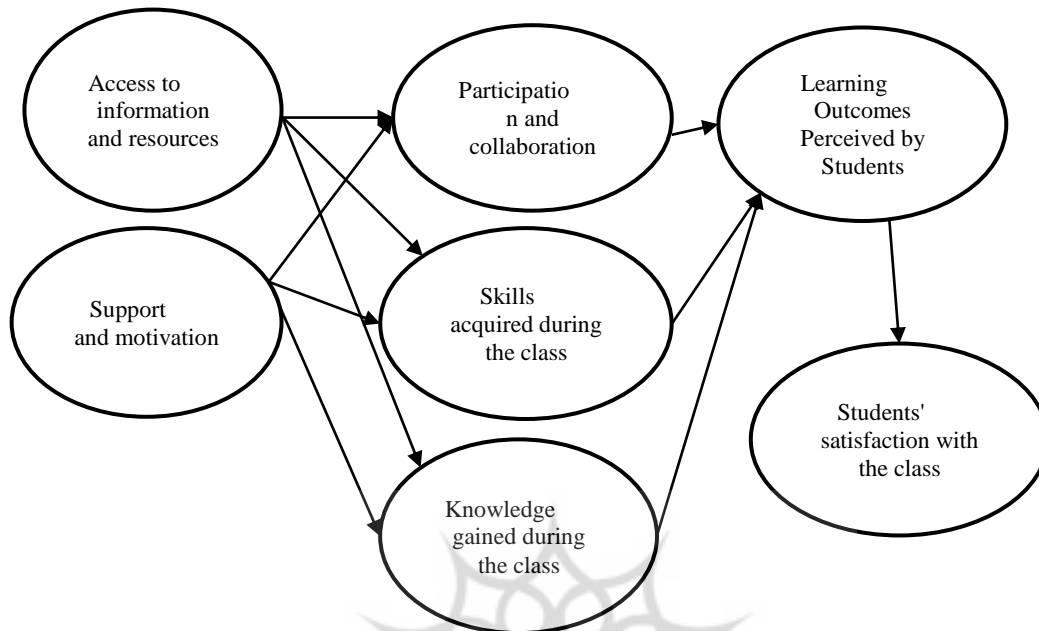 Access to
information
and resources
Participatio
n and
collaboration
Learning
Outcomes
Perceived by
Students
Support
and motivation
Skills
acquired during
the class
Students'
satisfaction with
the class
Knowledge
gained during
the class